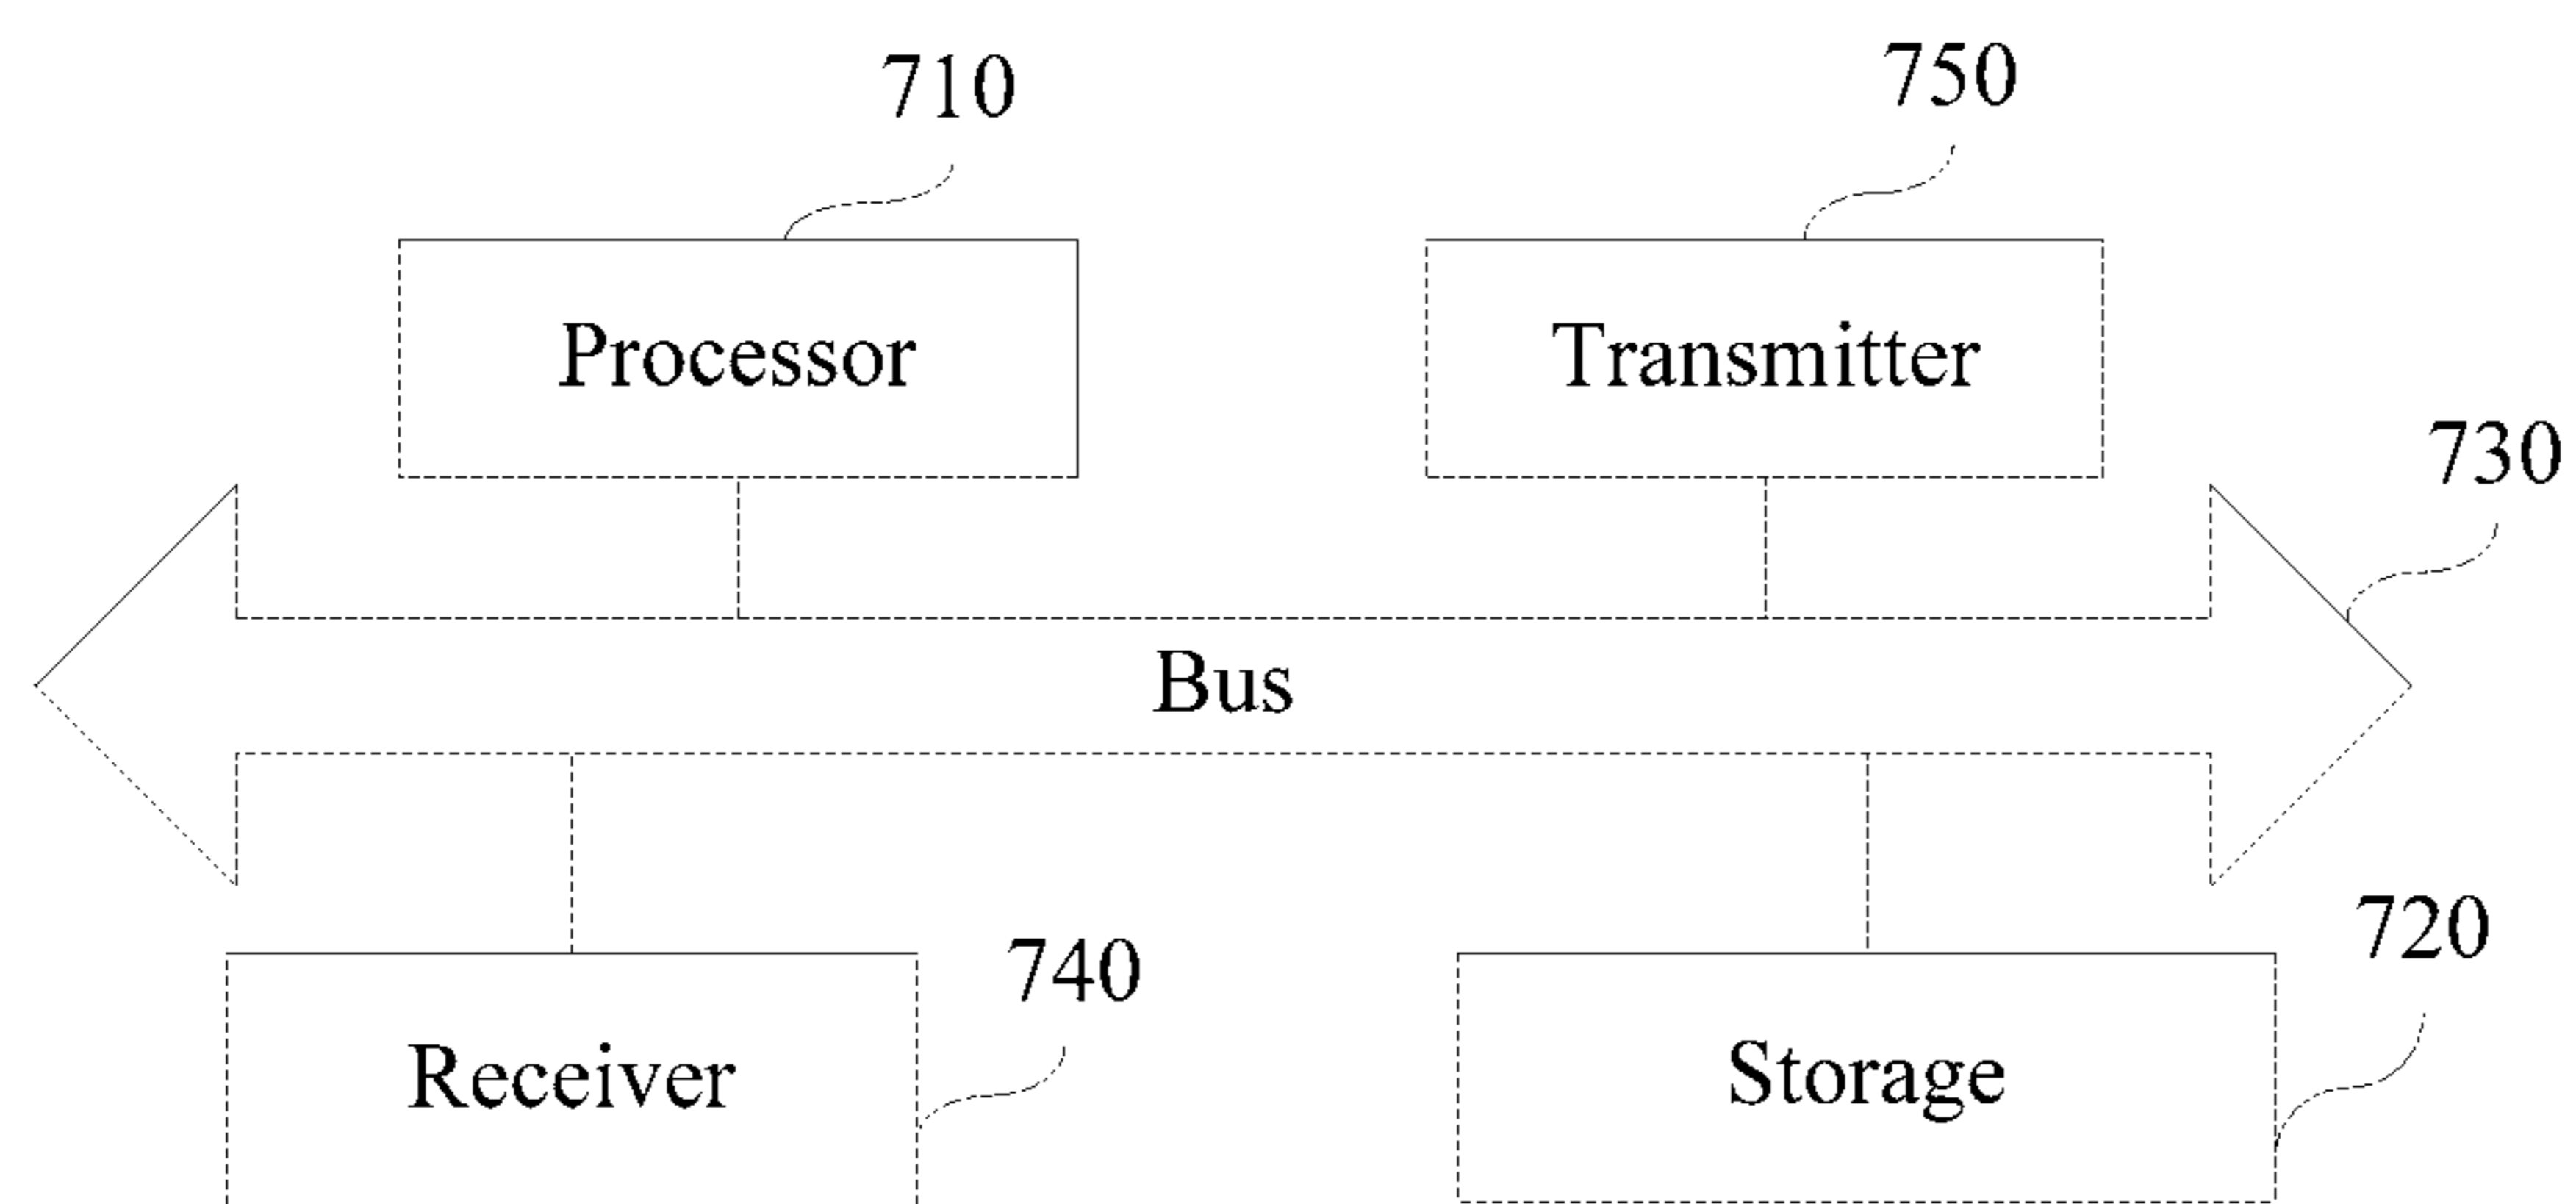 710
750
Processor
Transmitter
730
Bus
740
720
Receiver
Storage